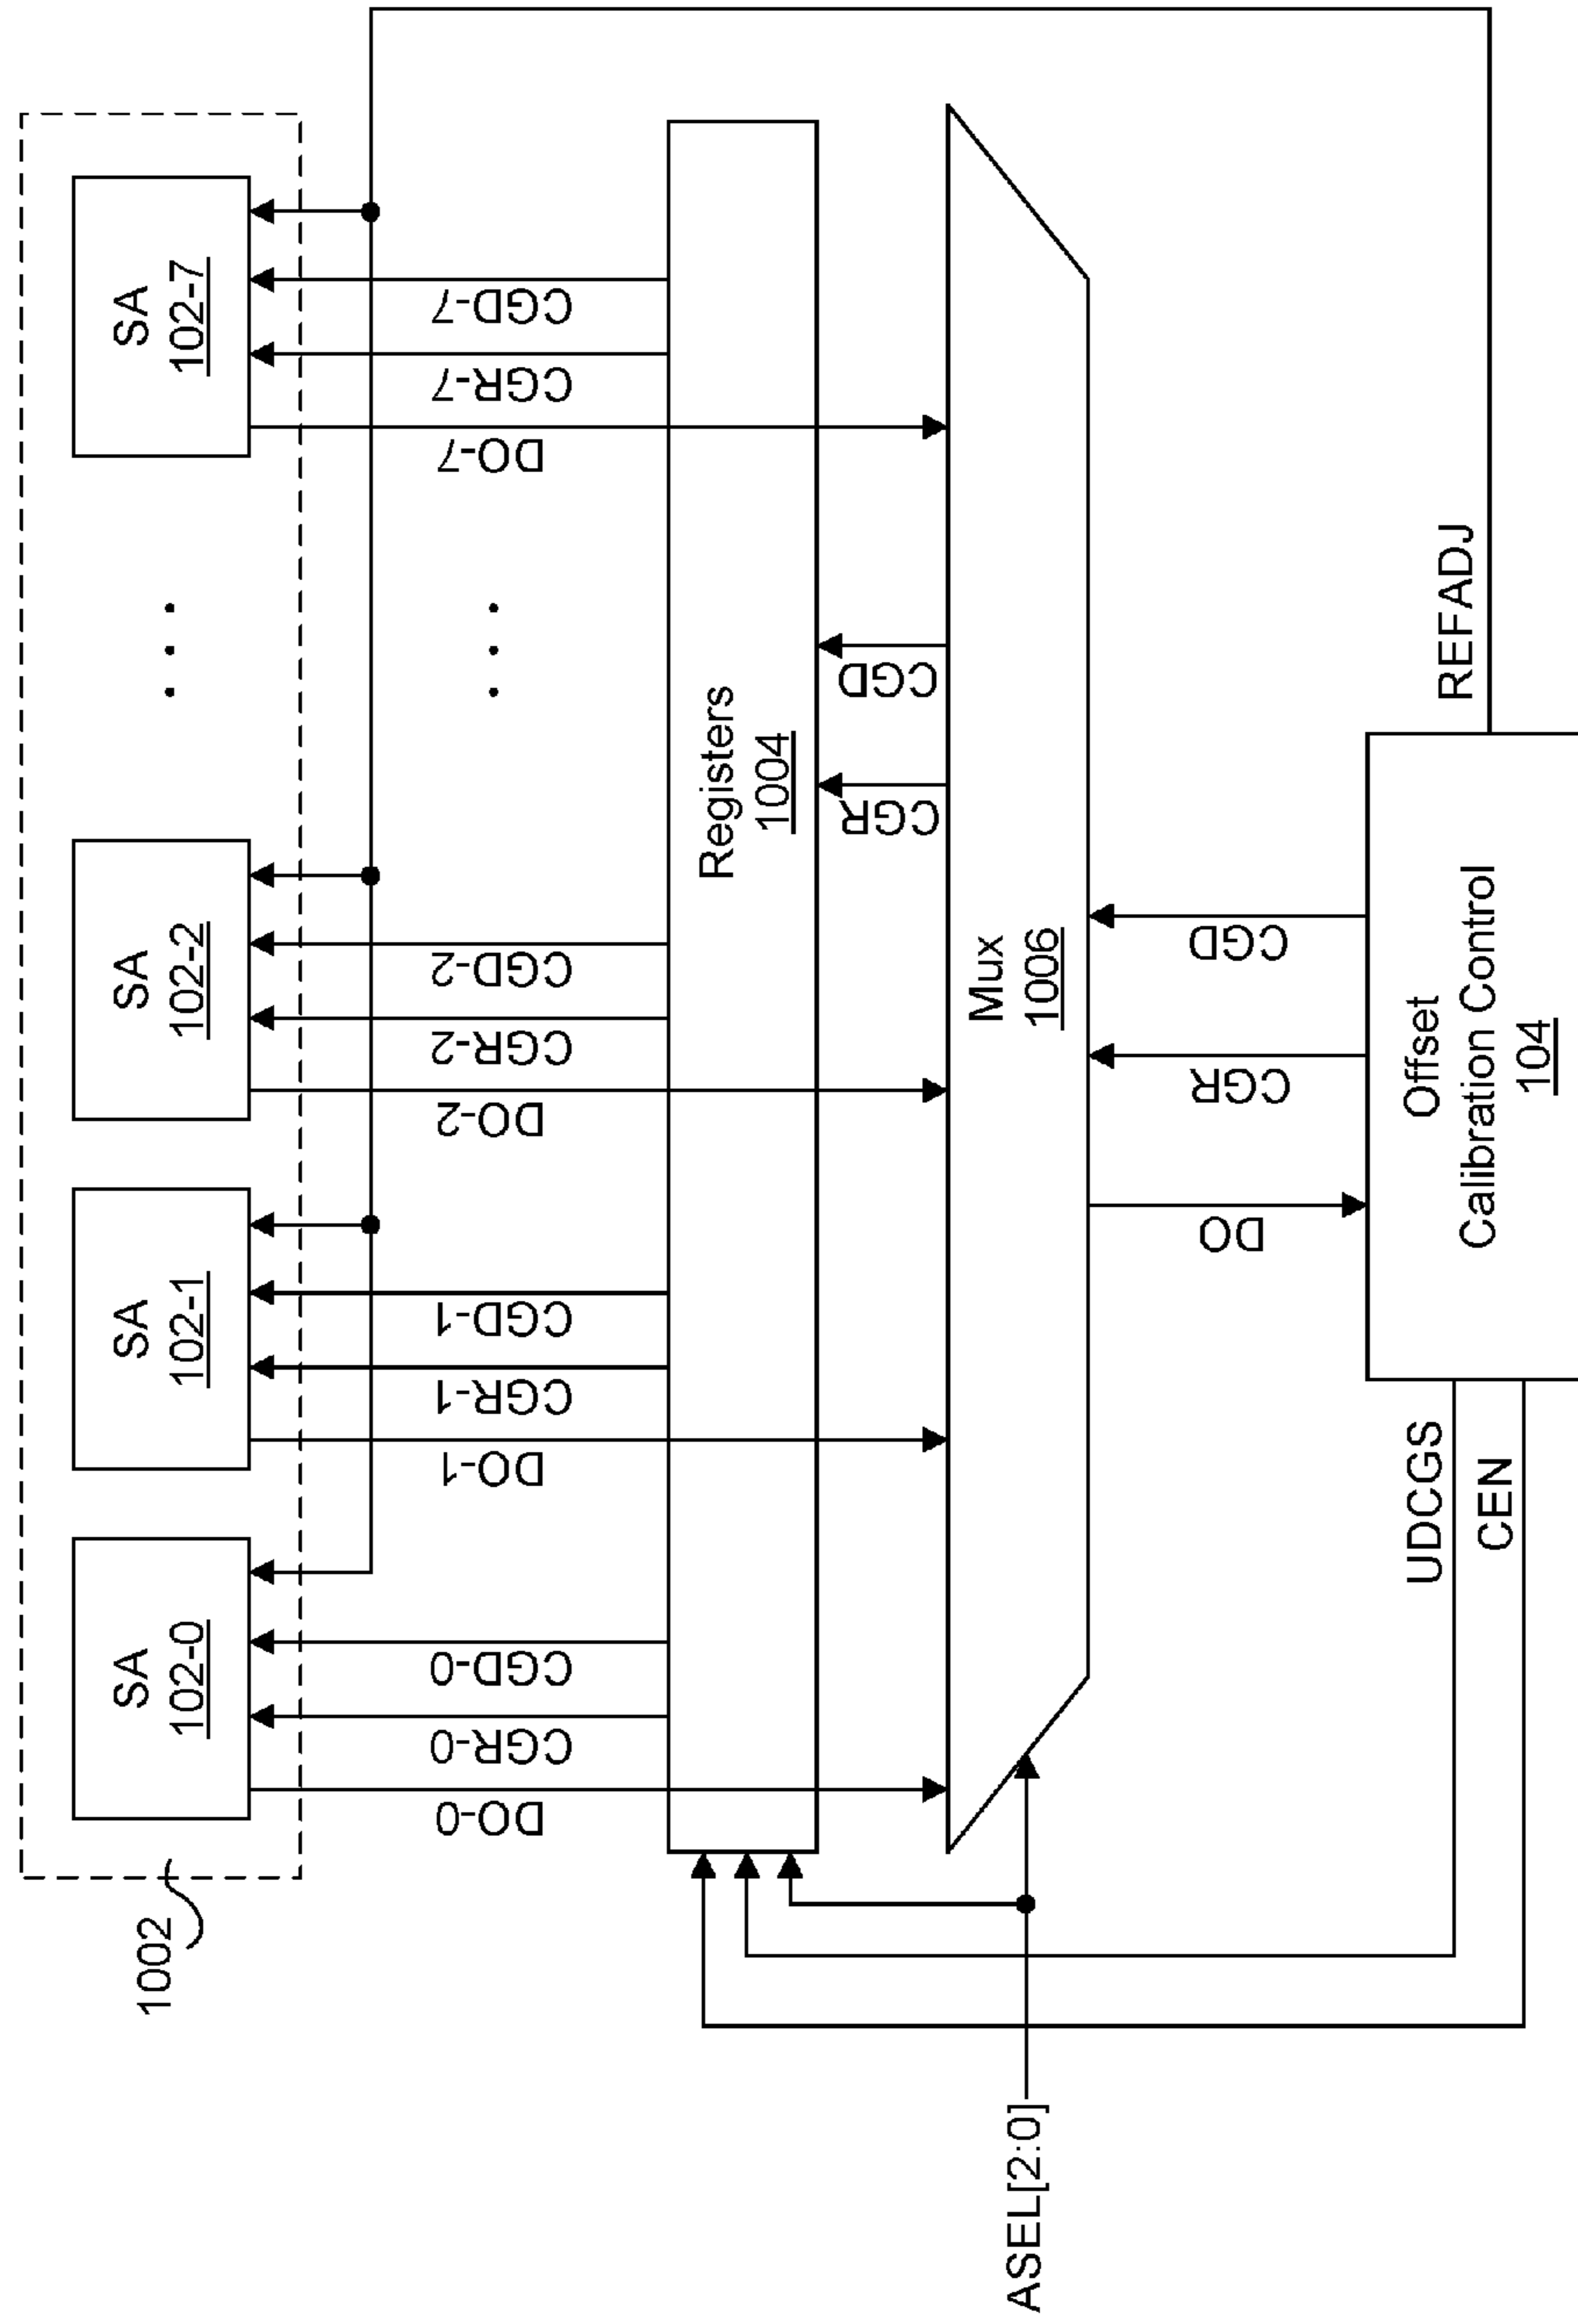 1002
SA
102-0
SA
102-1
SA
102-2
. . .
SA
102-7
DO-0
CGR-0
CGD-0
DO-1
CGR-1
CGD-1
DO-2
CGR-2
CGD-2
. . .
DO-7
CGR-7
CGD-7
Registers
1004
CGR
CGD
ASEL[2:0]
Mux
1006
DO
CGR
CGD
UDCGS
CEN
Offset
Calibration Control
104
REFADJ